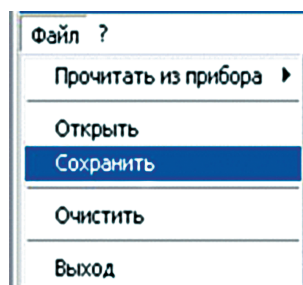 Файл ?
Прочитать из прибора
Открыть
Сохранить
Очистить
Выход